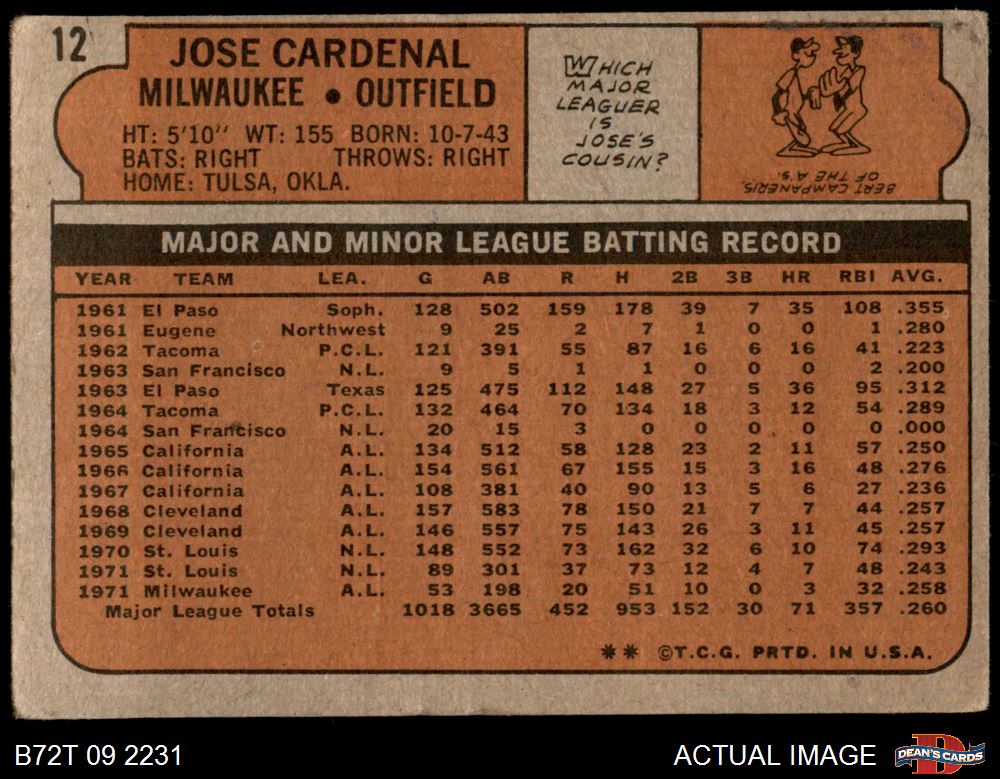 12
JOSE CARDENAL
MILWAUKEE • OUTFIELD
HT: 5'10" WT: 155 BORN: 10-7-43
BATS: RIGHT THROWS: RIGHT
HOME: TULSA, OKLA.
WHICH
MAJOR
LEAGUER
IS
JOSE'S
COUSIN?
BERT CAMPANERIS,
OF THE A'S.
MAJOR AND MINOR LEAGUE BATTING RECORD
YEAR TEAM LEA. G AB R H 2B 3B HR RBI AVG.
1961 El Paso Soph. 128 502 159 178 39 7 35 108 .355
1961 Eugene Northwest 9 25 2 7 1 0 0 1 .280
1962 Tacoma P.C.L. 121 391 55 87 16 6 16 41 .223
1963 San Francisco N.L. 9 5 1 1 0 0 0 2 .200
1963 El Paso Texas 125 475 112 148 27 5 36 95 .312
1964 Tacoma P.C.L. 132 464 70 134 18 3 12 54 .289
1964 San Francisco N.L. 20 15 3 0 0 0 0 0 .000
1965 California A.L. 134 512 58 128 23 2 11 57 .250
1966 California A.L. 154 561 67 155 15 3 16 48 .276
1967 California A.L. 108 381 40 90 13 5 6 27 .236
1968 Cleveland A.L. 157 583 78 150 21 7 7 44 .257
1969 Cleveland A.L. 146 557 75 143 26 3 11 45 .257
1970 St. Louis N.L. 148 552 73 162 32 6 10 74 .293
1971 St. Louis N.L. 89 301 37 73 12 4 7 48 .243
1971 Milwaukee A.L. 53 198 20 51 10 0 3 32 .258
Major League Totals 1018 3665 452 953 152 30 71 357 .260
** ©T.C.G. PRTD. IN U.S.A.
B72T 09 2231
ACTUAL IMAGE
DEAN'S CARDS